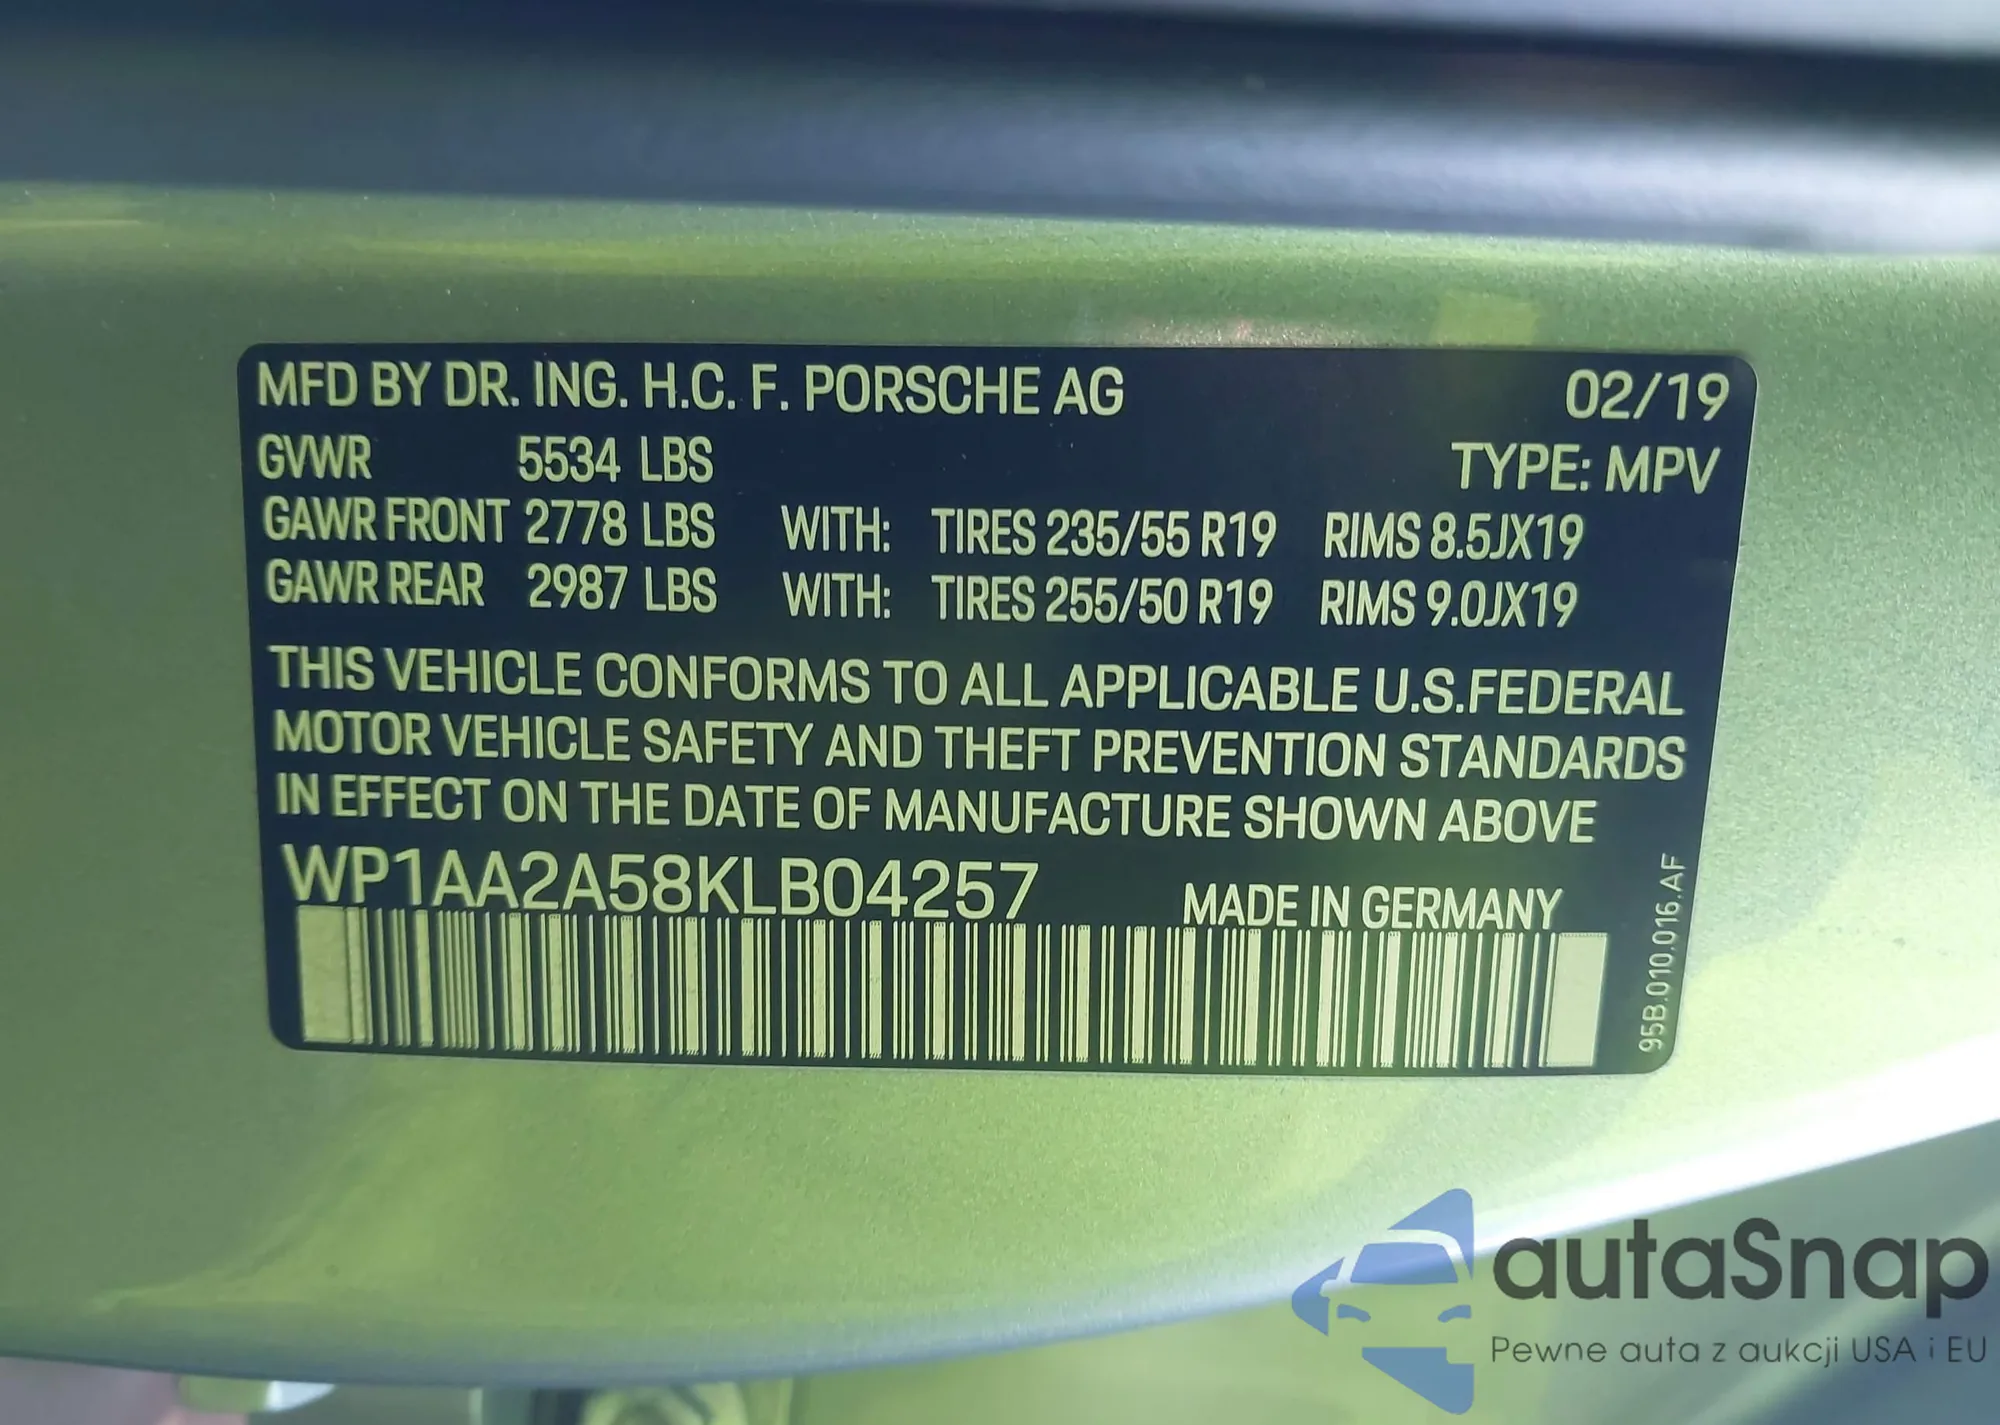 MFD BY DR. ING. H.C. F. PORSCHE AG 02/19
GVWR 5534 LBS TYPE: MPV
GAWR FRONT 2778 LBS WITH: TIRES 235/55 R19 RIMS 8.5JX19
GAWR REAR 2987 LBS WITH: TIRES 255/50 R19 RIMS 9.0JX19
THIS VEHICLE CONFORMS TO ALL APPLICABLE U.S.FEDERAL
MOTOR VEHICLE SAFETY AND THEFT PREVENTION STANDARDS
IN EFFECT ON THE DATE OF MANUFACTURE SHOWN ABOVE
WP1AA2A58KLB04257 MADE IN GERMANY
95B.010.016.AF
autaSnap
Pewne auta z aukcji USA i EU